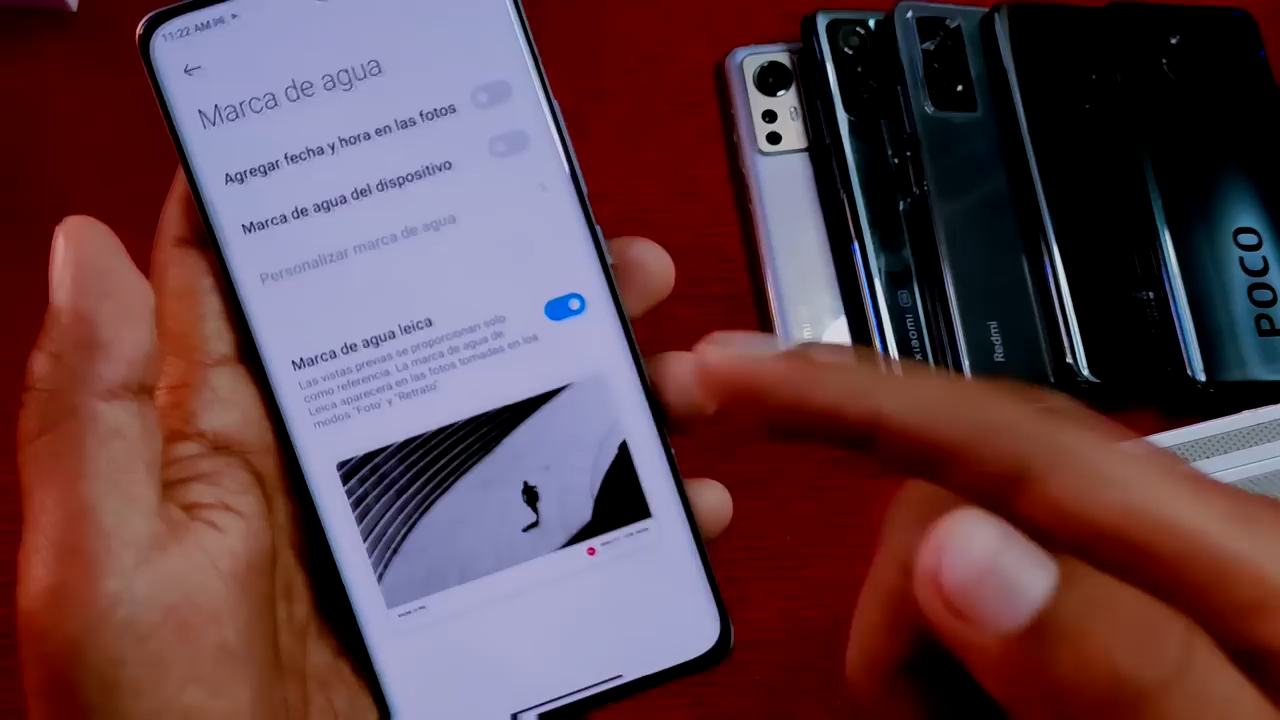 11:22 AM
Marca de agua
Agregar fecha y hora en las fotos
Marca de agua del dispositivo
Personalizar marca de agua
Marca de agua leica
Las vistas previas se proporcionan solo
como referencia. La marca de agua de
Leica aparecerá en las fotos tomadas en los
modos "Foto" y "Retrato"
xiaomi
5G
Redmi
POCO